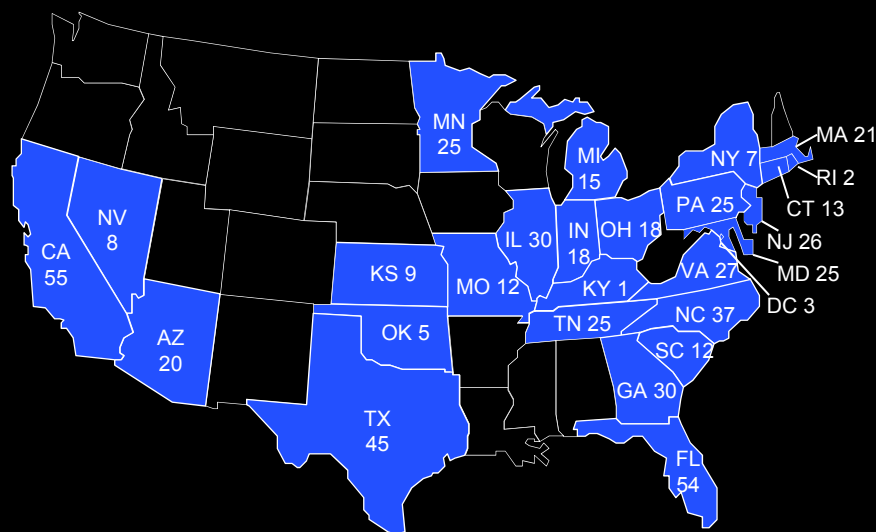 MN
25
MA 21
NY 7
MI
15
RI 2
PA 25
CT 13
NV
8
OH 18
IL 30
IN
18
NJ 26
CA
55
MD 25
KS 9
VA 27
MO 12
KY 1
DC 3
NC 37
TN 25
OK 5
AZ
20
SC 12
GA 30
TX
45
FL
54